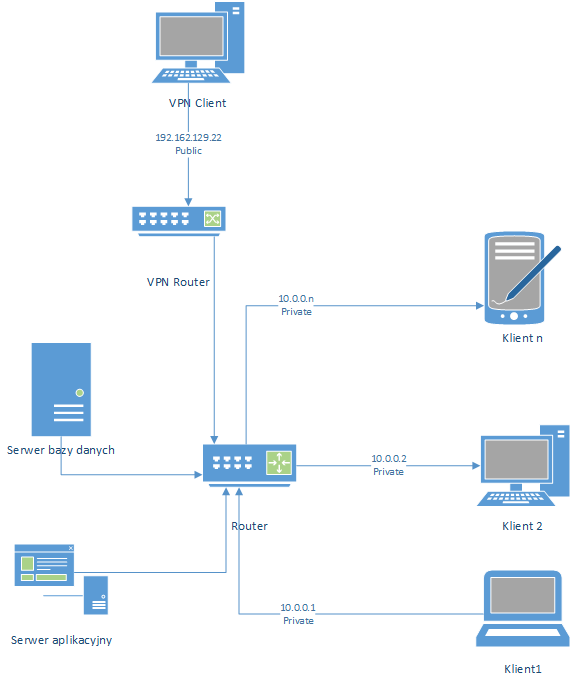 VPN Client
192.162.129.22
Public
VPN Router
10.0.0.n
Private
Klient n
Serwer bazy danych
10.0.0.2
Private
Router
Klient 2
10.0.0.1
Private
Serwer aplikacyjny
Klient1